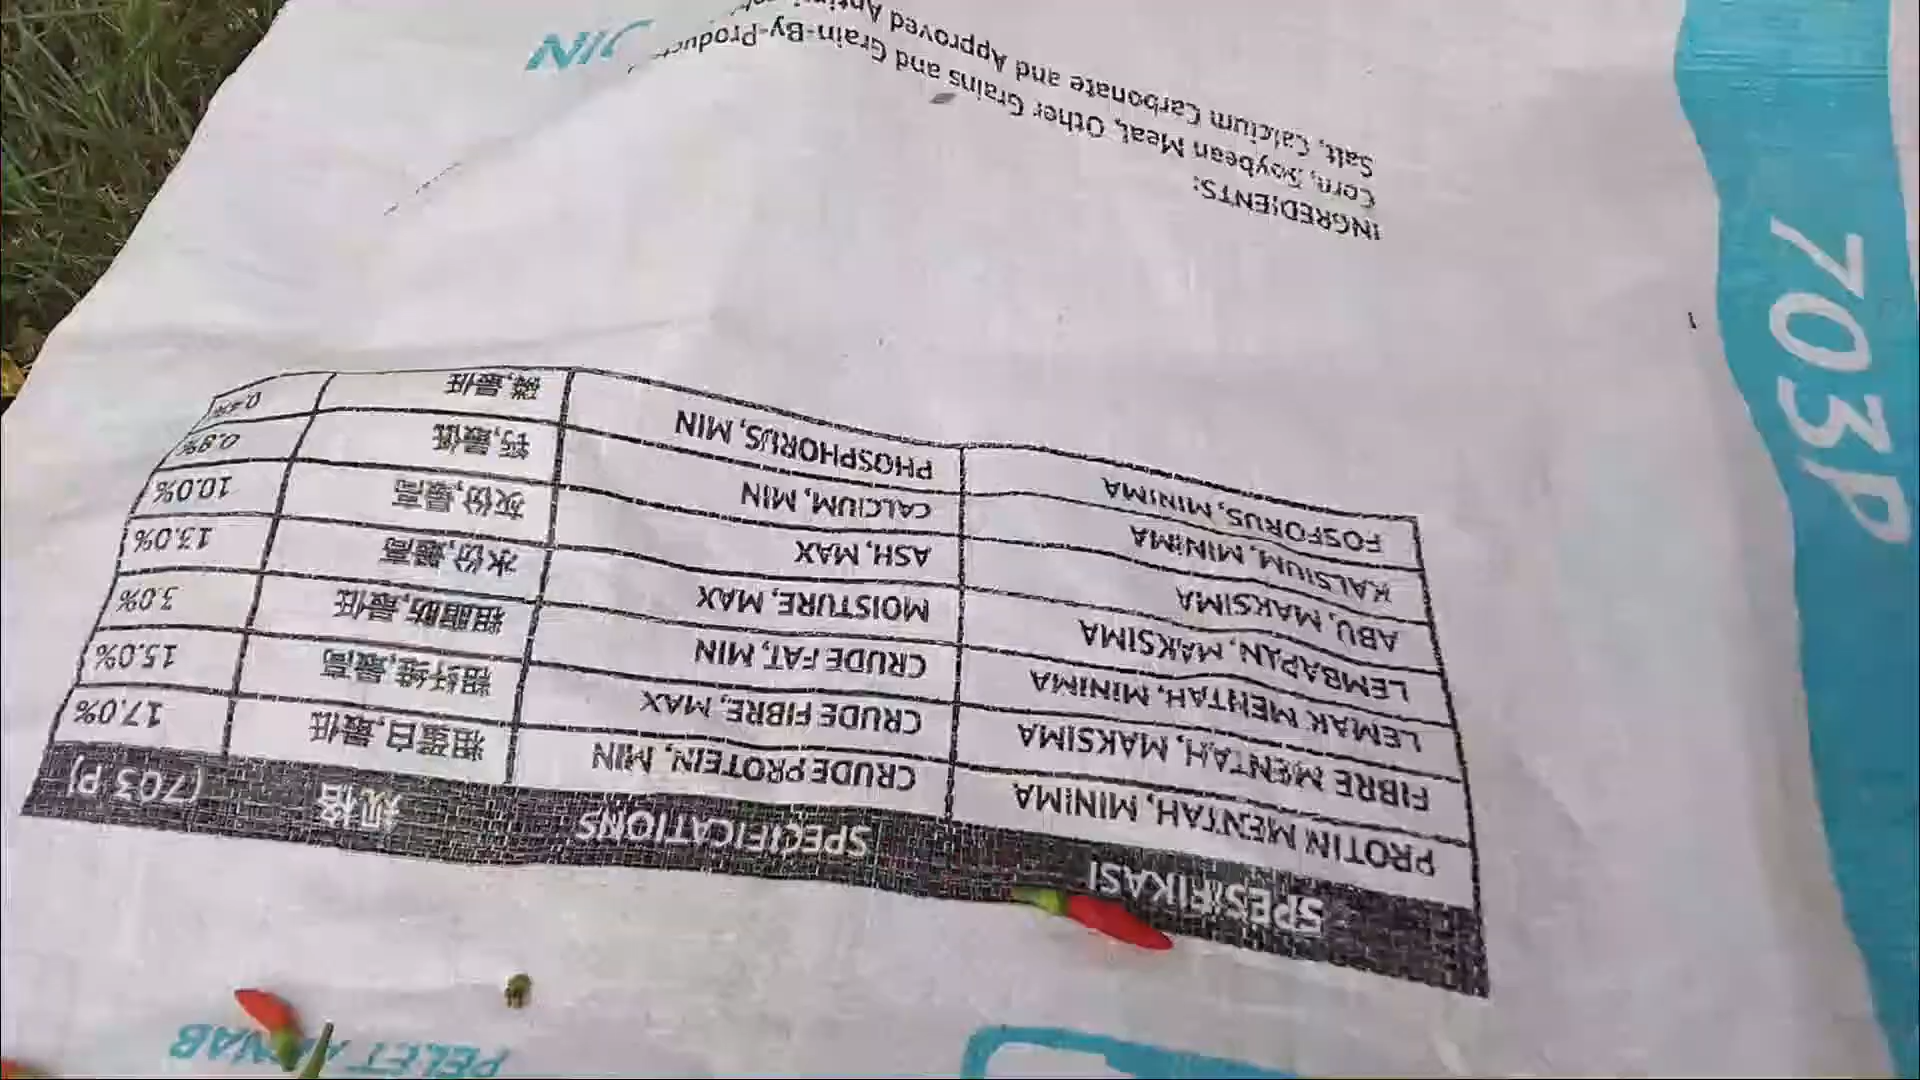 703P
PELET ARNAB
SPESIFIKASI SPECIFICATIONS 规格 (703 P)
PROTIN MENTAH, MINIMA CRUDE PROTEIN, MIN 粗蛋白,最低 17.0%
FIBRE MENTAH, MAKSIMA CRUDE FIBRE, MAX 粗纤维,最高 15.0%
LEMAK MENTAH, MINIMA CRUDE FAT, MIN 粗脂肪,最低 3.0%
LEMBAPAN, MAKSIMA MOISTURE, MAX 水份,最高 13.0%
ABU, MAKSIMA ASH, MAX 灰份,最高 10.0%
KALSIUM, MINIMA CALCIUM, MIN 钙,最低 0.8%
FOSFORUS, MINIMA PHOSPHORUS, MIN 磷,最低
INGREDIENTS:
Corn, Soybean Meal, Other Grains and Grain-By-Product
Salt, Calcium Carbonate and Approved